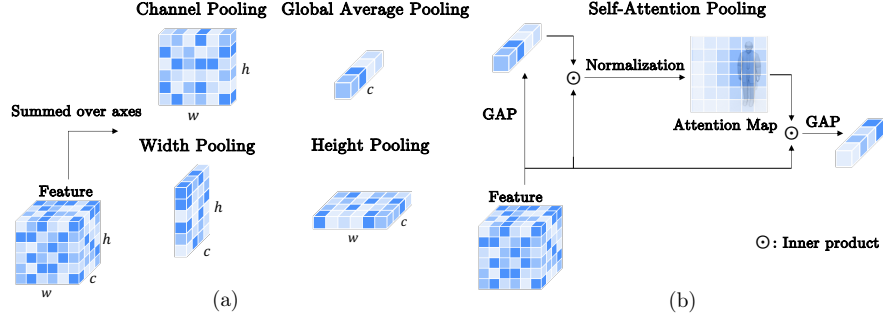 Channel Pooling
Global Average Pooling
h
w
c
Summed over axes
Width Pooling
Height Pooling
h
c
w
c
Feature
h
c
w
(a)
Self-Attention Pooling
Normalization
GAP
Attention Map
GAP
Feature
⊙: Inner product
(b)